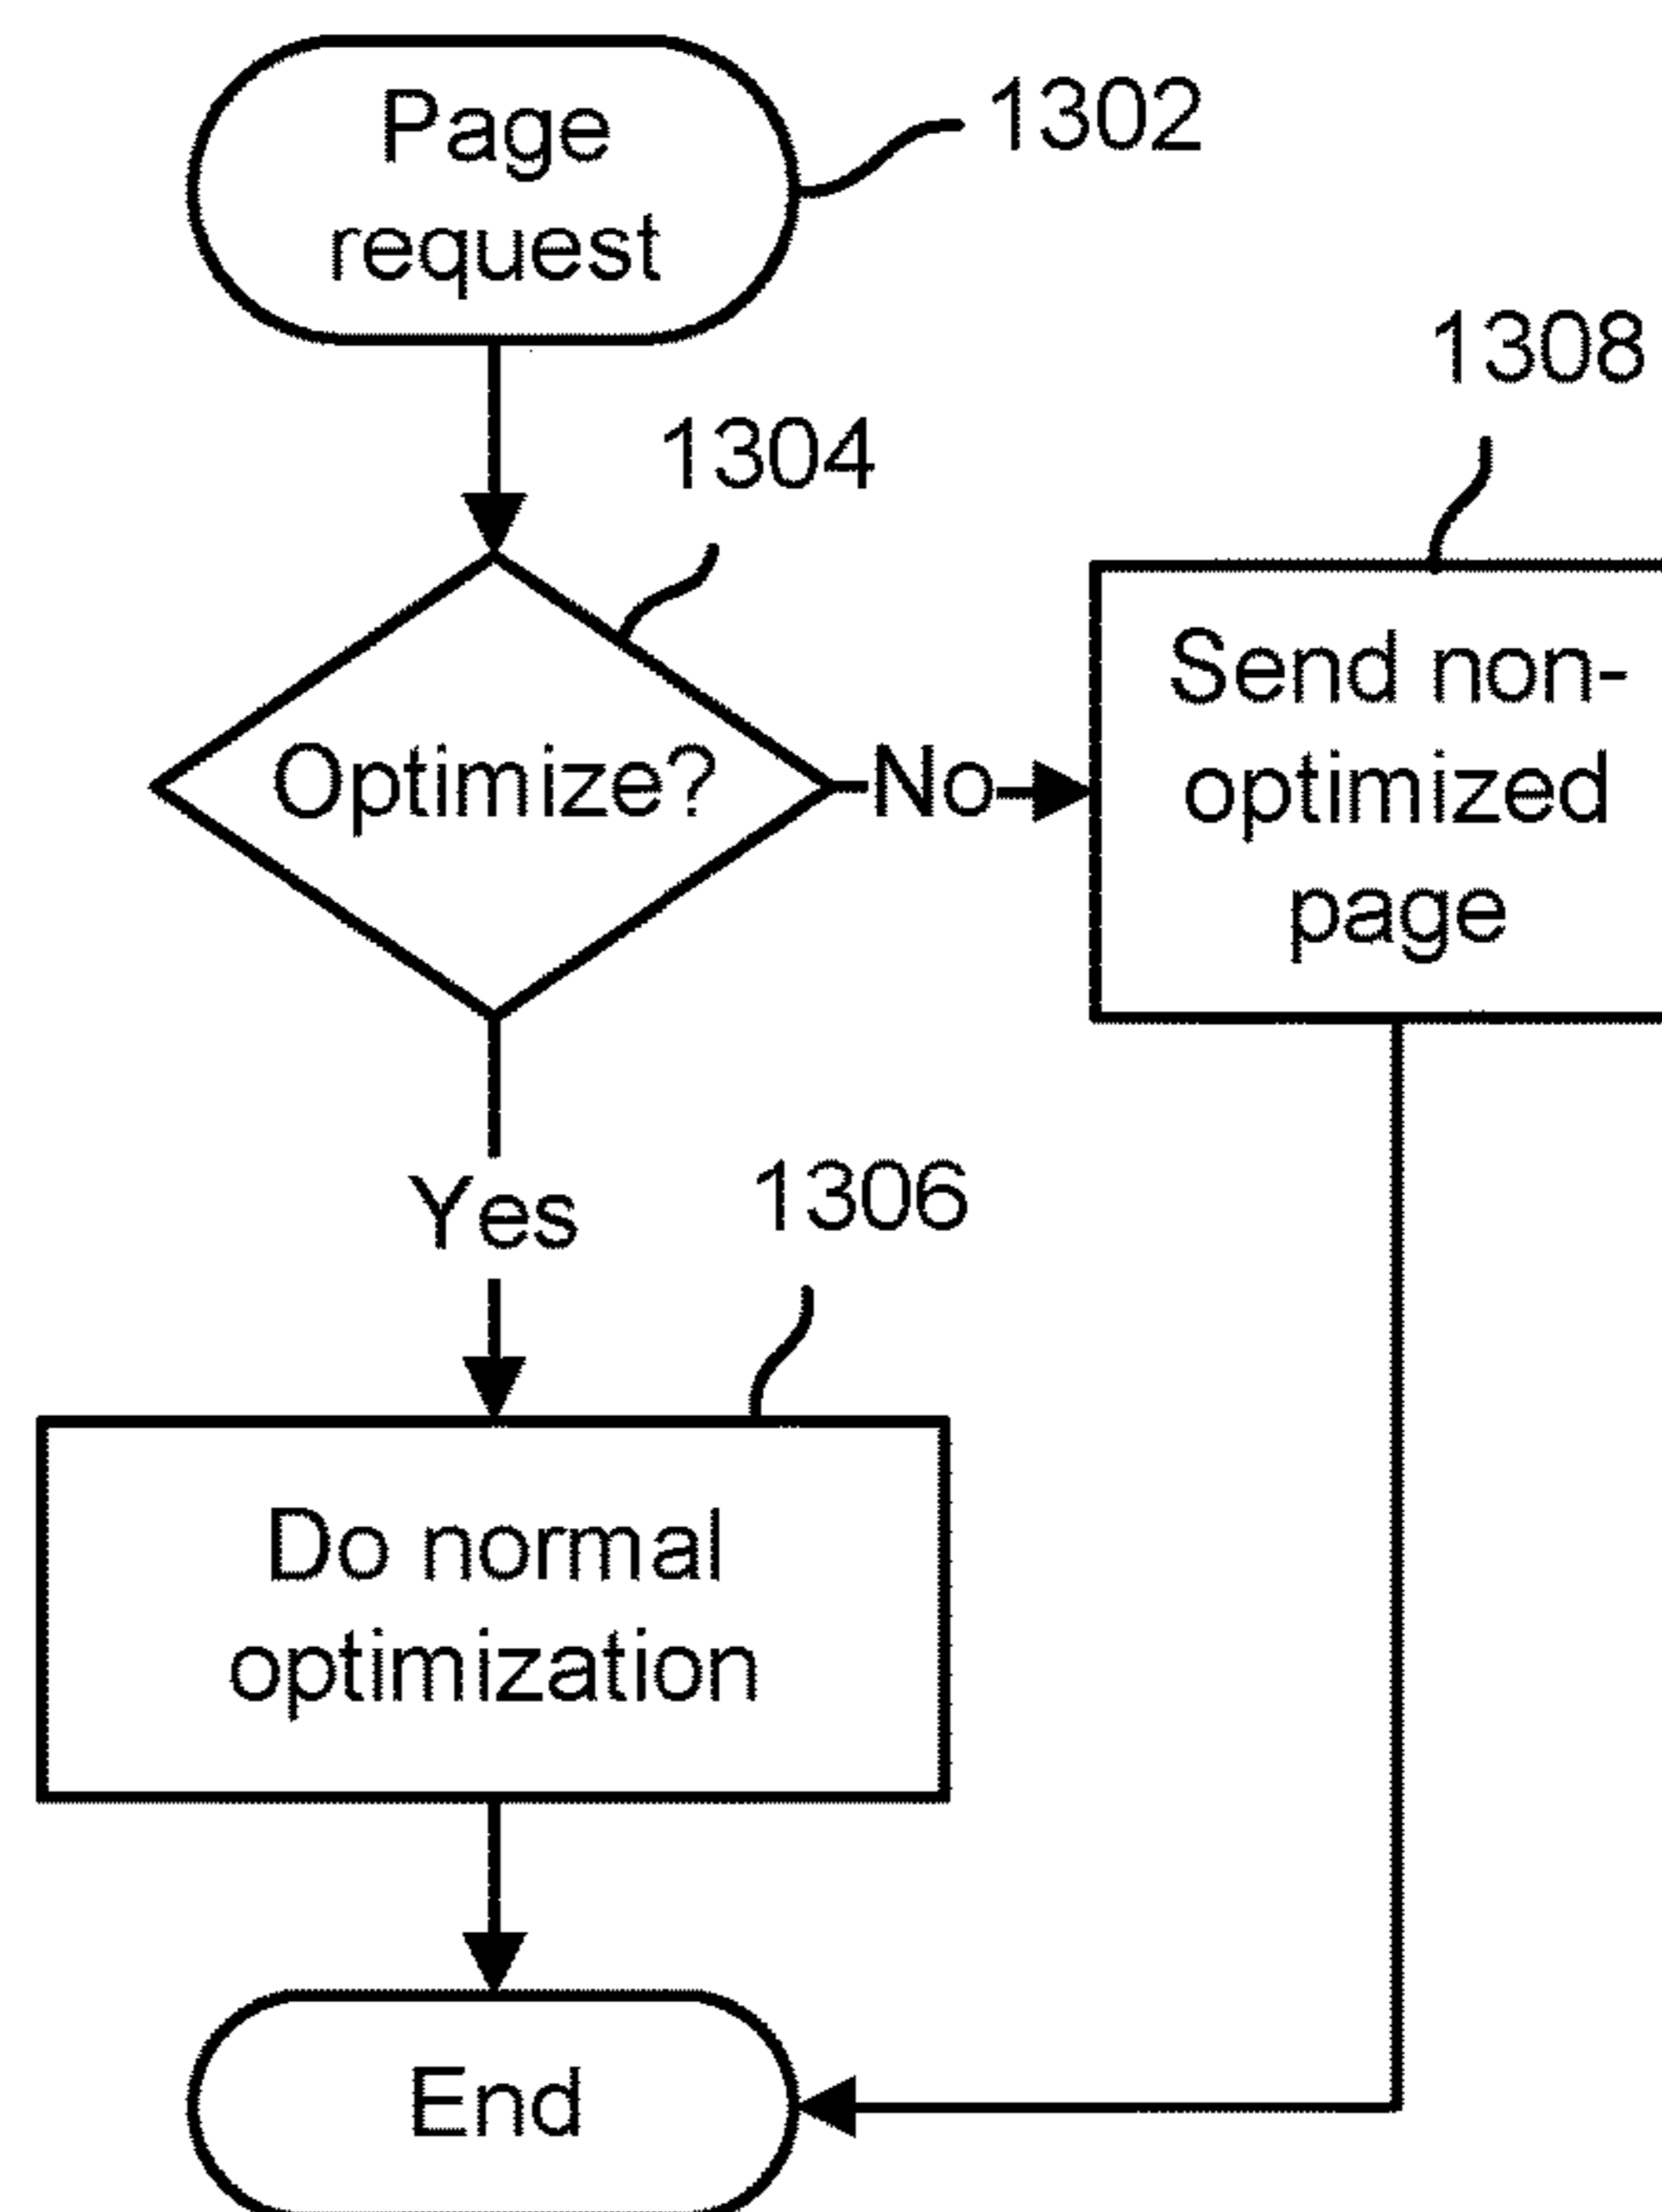 Page
request
1302
1304
1308
Optimize?
No
Send non-
optimized
page
Yes
1306
Do normal
optimization
End